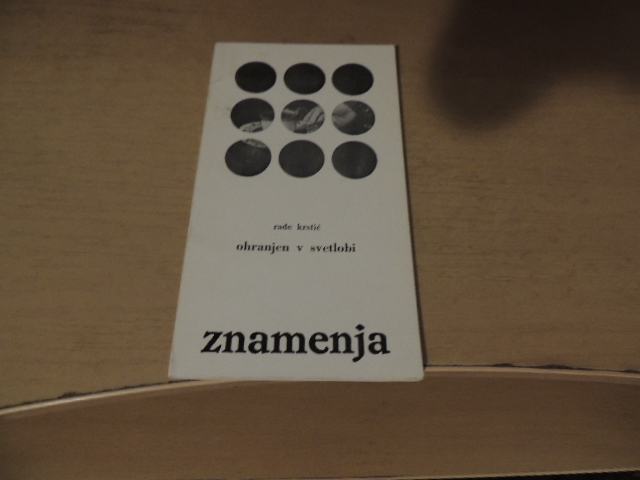 rade krstić
ohranjen v svetlobi
znamenja